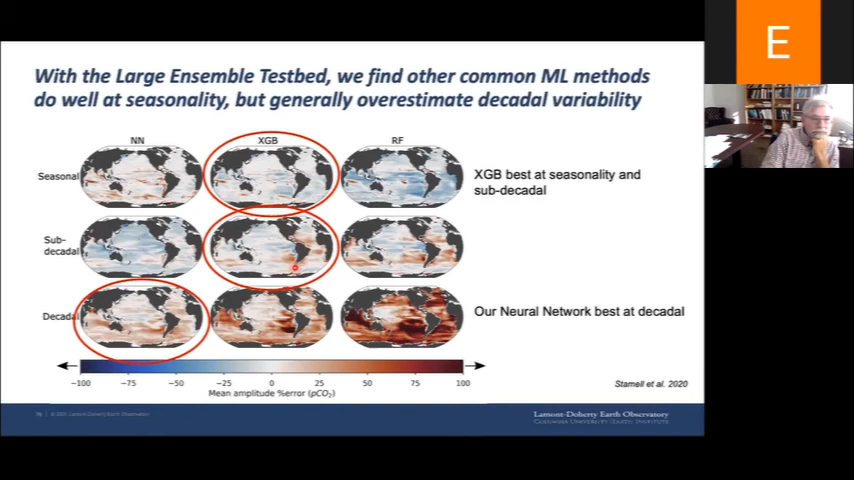 E
With the Large Ensemble Testbed, we find other common ML methods
do well at seasonality, but generally overestimate decadal variability
NN XGB RF
Seasonal
XGB best at seasonality and
sub-decadal
Sub-
decadal
Decadal
Our Neural Network best at decadal
−100 −75 −50 −25 0 25 50 75 100
Mean amplitude %error (pCO₂)
Stamell et al. 2020
Lamont-Doherty Earth Observatory
Columbia University | Earth Institute